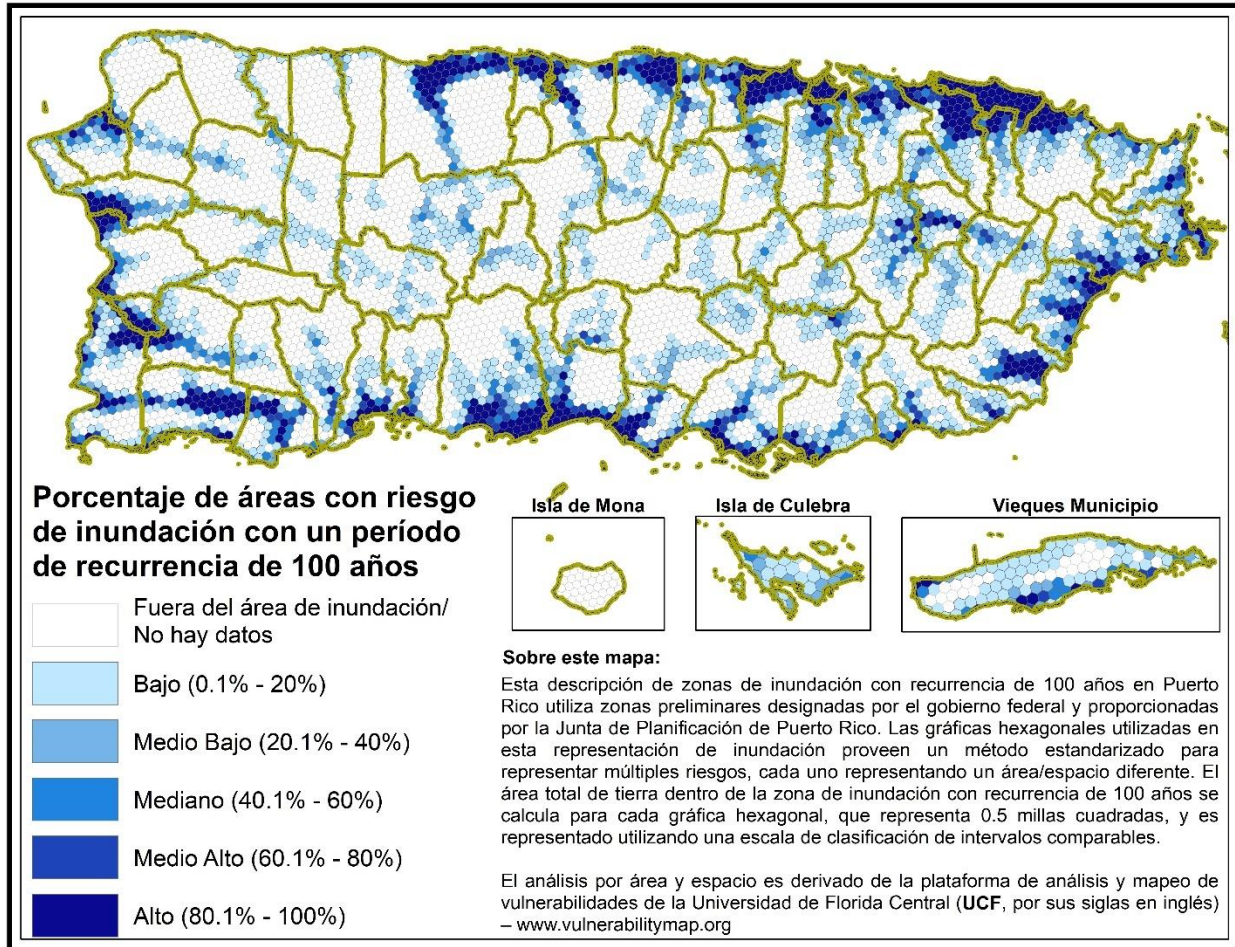 Porcentaje de áreas con riesgo
de inundación con un período
de recurrencia de 100 años
Fuera del área de inundación/
No hay datos
Bajo (0.1% - 20%)
Medio Bajo (20.1% - 40%)
Mediano (40.1% - 60%)
Medio Alto (60.1% - 80%)
Alto (80.1% - 100%)
Isla de Mona
Isla de Culebra
Vieques Municipio
Sobre este mapa:
Esta descripción de zonas de inundación con recurrencia de 100 años en Puerto
Rico utiliza zonas preliminares designadas por el gobierno federal y proporcionadas
por la Junta de Planificación de Puerto Rico. Las gráficas hexagonales utilizadas en
esta representación de inundación proveen un método estandarizado para
representar múltiples riesgos, cada uno representando un área/espacio diferente. El
área total de tierra dentro de la zona de inundación con recurrencia de 100 años se
calcula para cada gráfica hexagonal, que representa 0.5 millas cuadradas, y es
representado utilizando una escala de clasificación de intervalos comparables.
El análisis por área y espacio es derivado de la plataforma de análisis y mapeo de
vulnerabilidades de la Universidad de Florida Central (UCF, por sus siglas en inglés)
– www.vulnerabilitymap.org